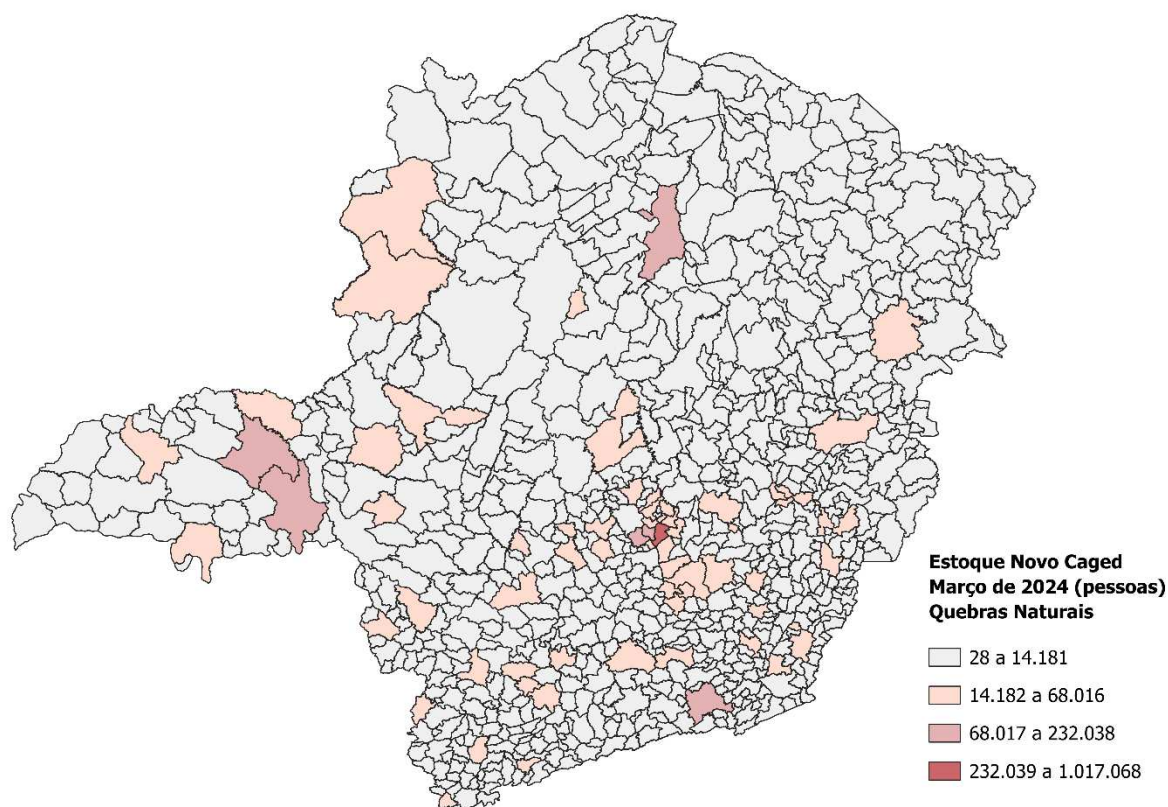 Estoque Novo Caged
Março de 2024 (pessoas)
Quebras Naturais
28 a 14.181
14.182 a 68.016
68.017 a 232.038
232.039 a 1.017.068